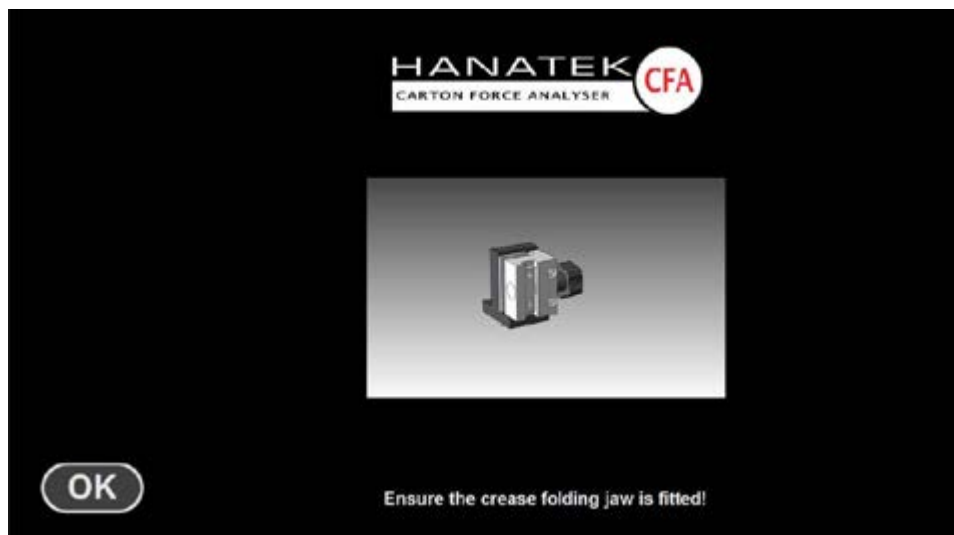 HANATEK
CFA
CARTON FORCE ANALYSER
OK
Ensure the crease folding jaw is fitted!